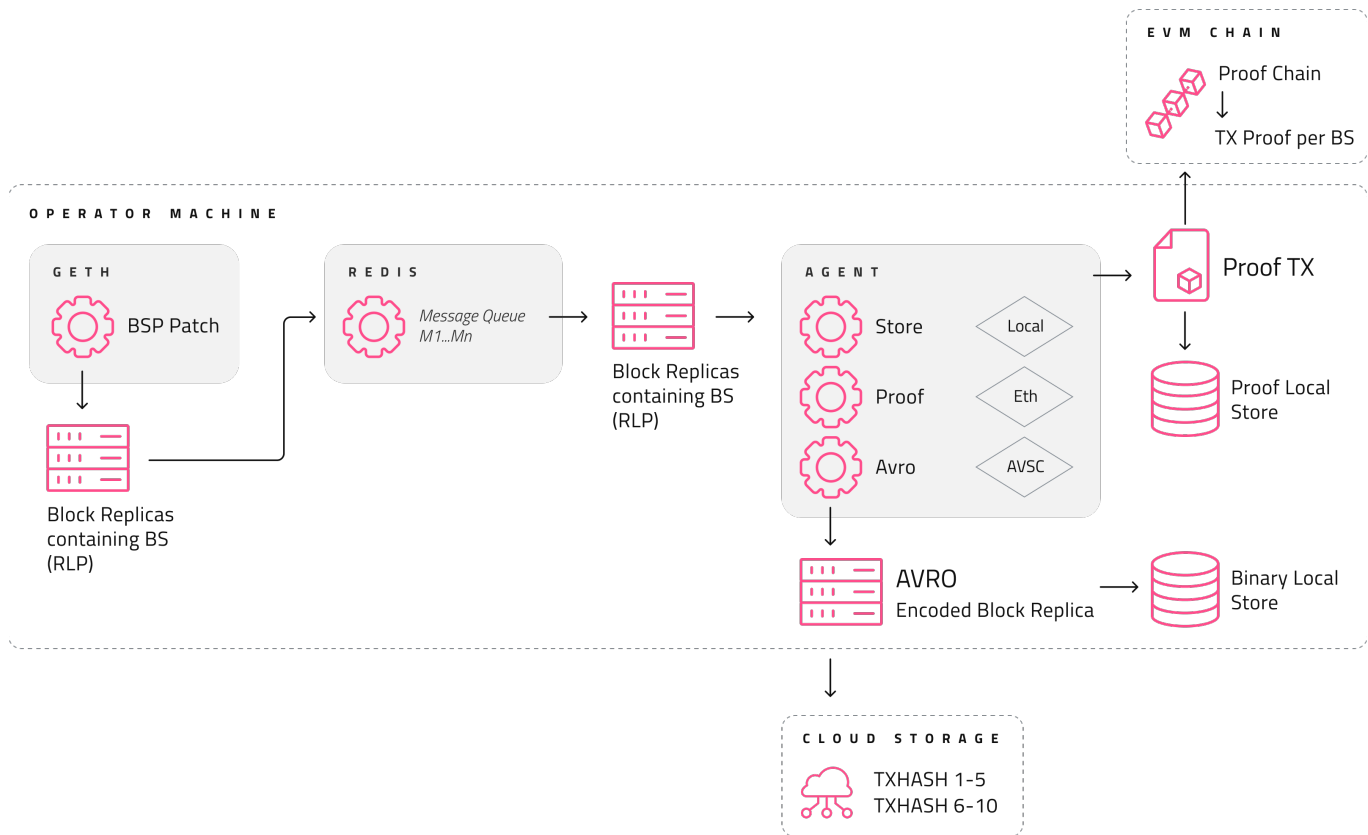 EVM CHAIN
Proof Chain
TX Proof per BS
OPERATOR MACHINE
GETH
BSP Patch
Block Replicas
containing BS
(RLP)
REDIS
Message Queue
M1...Mn
Block Replicas
containing BS
(RLP)
AGENT
Store
Local
Proof
Eth
Avro
AVSC
Proof TX
Proof Local
Store
AVRO
Encoded Block Replica
Binary Local
Store
CLOUD STORAGE
TXHASH 1-5
TXHASH 6-10